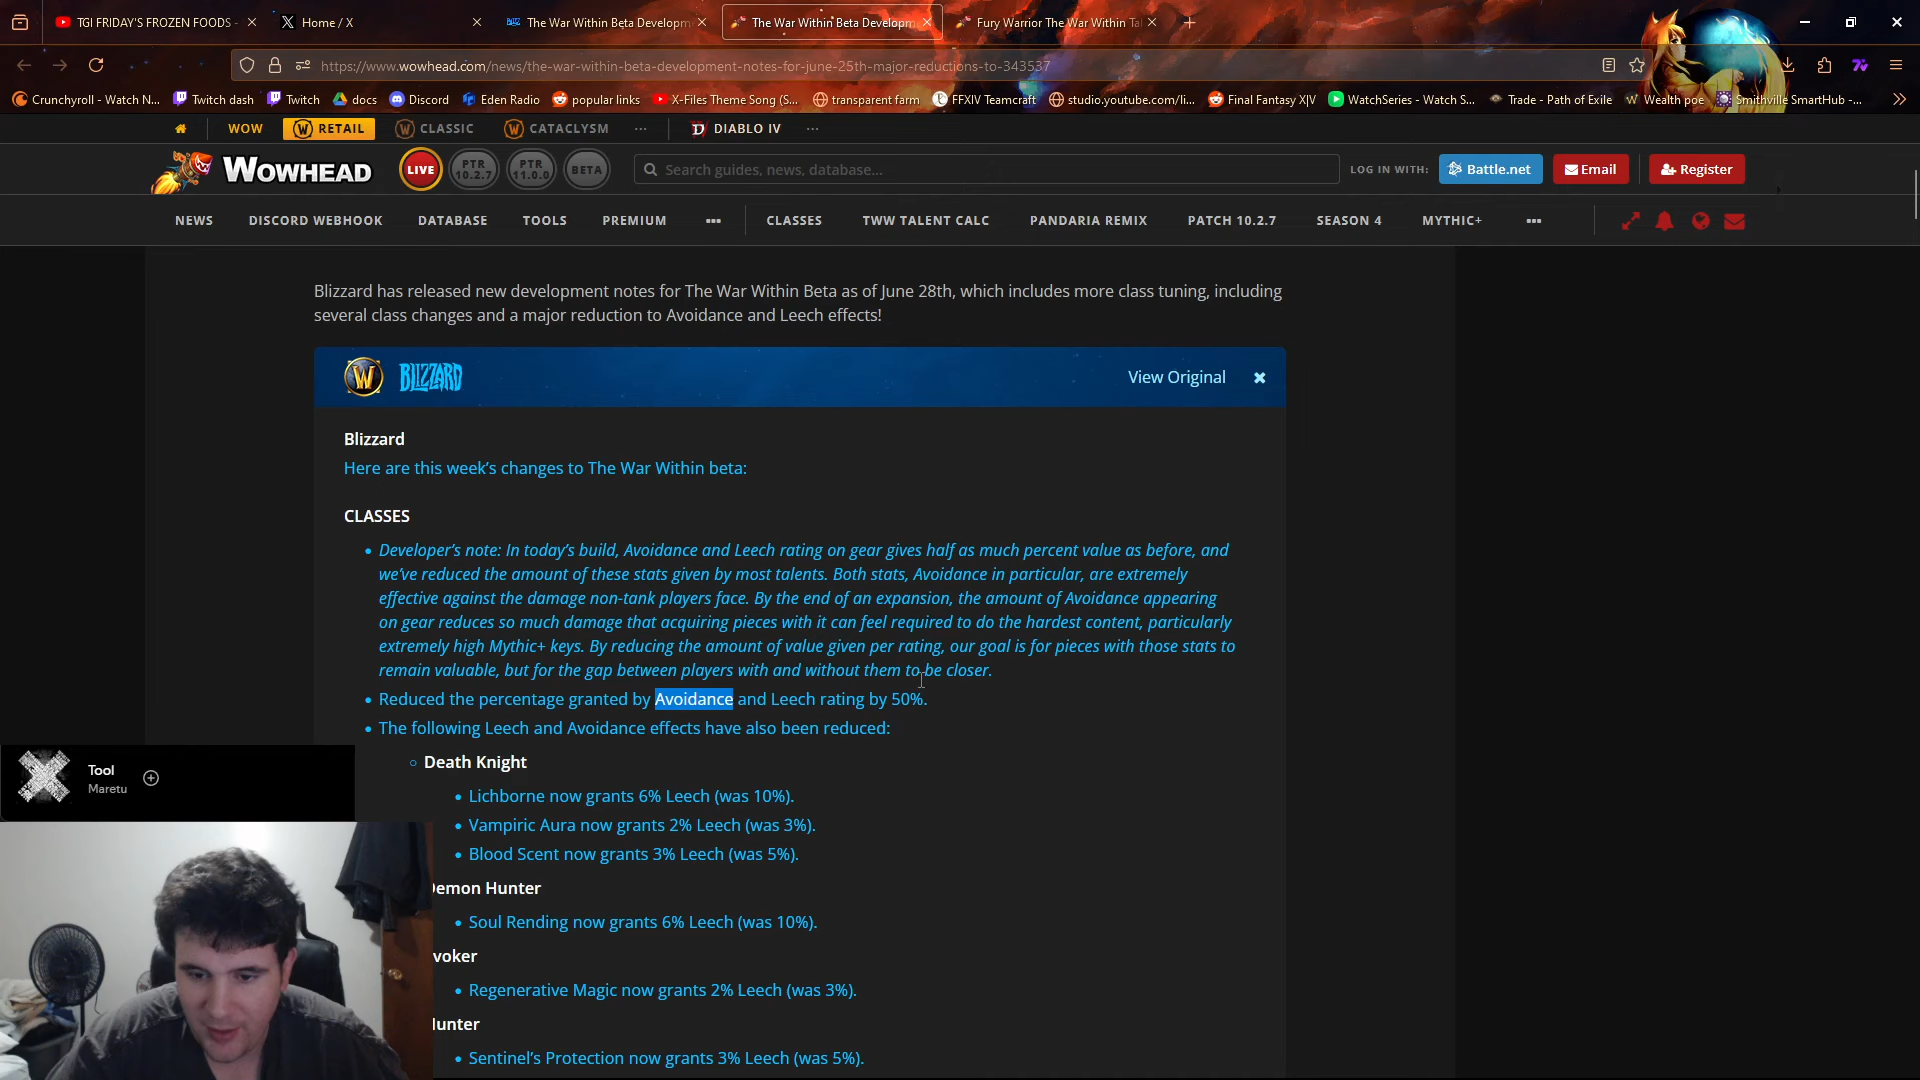 TGI FRIDAY'S FROZEN FOODS -
Home / X
The War Within Beta Developm
The War Within Beta Developm
Fury Warrior The War Within Tal
https://www.wowhead.com/news/the-war-within-beta-development-notes-for-june-25th-major-reductions-to-343537
Crunchyroll - Watch N... Twitch dash Twitch docs Discord Eden Radio popular links X-Files Theme Song (S... transparent farm FFXIV Teamcraft studio.youtube.com/li... Final Fantasy X|V WatchSeries - Watch S... Trade - Path of Exile Wealth poe Smithville SmartHub -...
WOW RETAIL CLASSIC CATACLYSM ... DIABLO IV ...
WOWHEAD LIVE PTR 10.2.7 PTR 11.0.0 BETA Search guides, news, database... LOG IN WITH: Battle.net Email Register
NEWS DISCORD WEBHOOK DATABASE TOOLS PREMIUM ... CLASSES TWW TALENT CALC PANDARIA REMIX PATCH 10.2.7 SEASON 4 MYTHIC+ ...
Blizzard has released new development notes for The War Within Beta as of June 28th, which includes more class tuning, including
several class changes and a major reduction to Avoidance and Leech effects!
W BLIZZARD View Original
Blizzard
Here are this week's changes to The War Within beta:
CLASSES
Developer's note: In today's build, Avoidance and Leech rating on gear gives half as much percent value as before, and
we've reduced the amount of these stats given by most talents. Both stats, Avoidance in particular, are extremely
effective against the damage non-tank players face. By the end of an expansion, the amount of Avoidance appearing
on gear reduces so much damage that acquiring pieces with it can feel required to do the hardest content, particularly
extremely high Mythic+ keys. By reducing the amount of value given per rating, our goal is for pieces with those stats to
remain valuable, but for the gap between players with and without them to be closer.
Reduced the percentage granted by Avoidance and Leech rating by 50%.
The following Leech and Avoidance effects have also been reduced:
Death Knight
Tool
Maretu
Lichborne now grants 6% Leech (was 10%).
Vampiric Aura now grants 2% Leech (was 3%).
Blood Scent now grants 3% Leech (was 5%).
Demon Hunter
Soul Rending now grants 6% Leech (was 10%).
voker
Regenerative Magic now grants 2% Leech (was 3%).
Hunter
Sentinel's Protection now grants 3% Leech (was 5%).